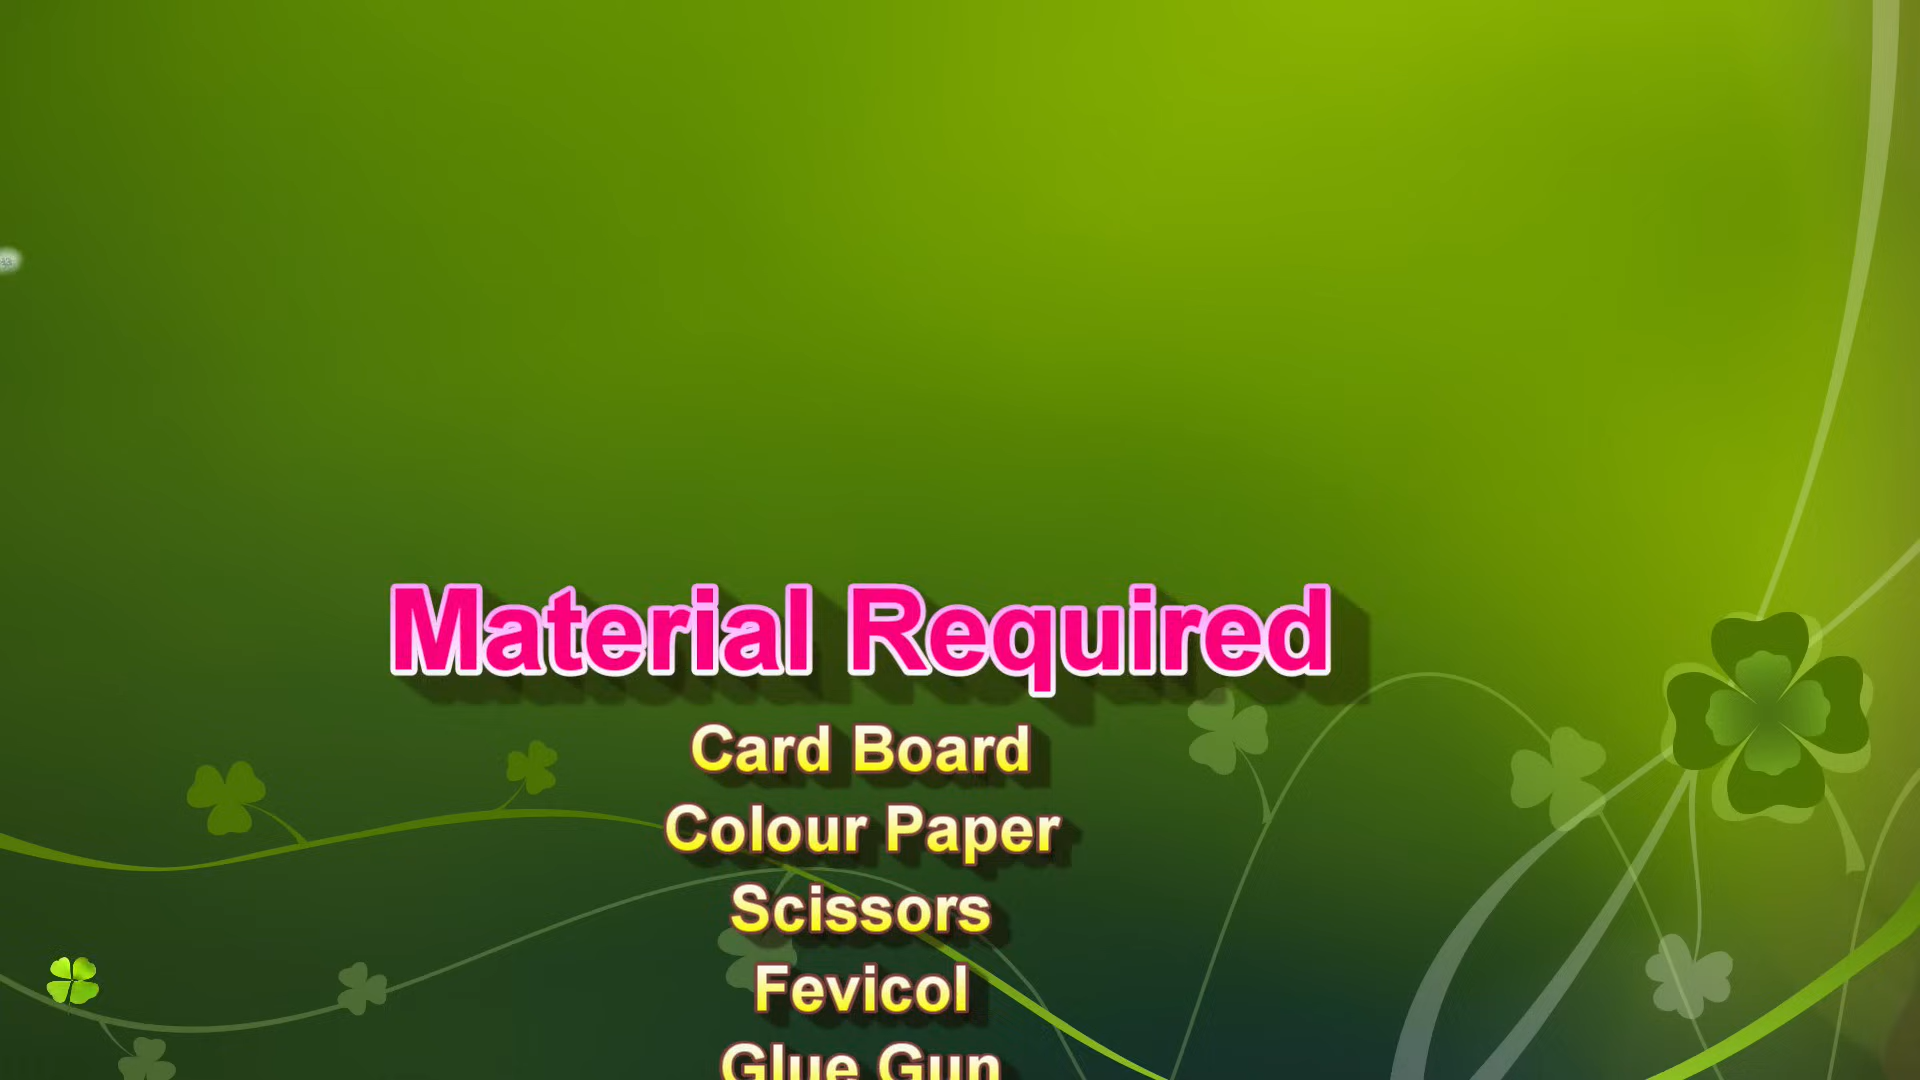 Material Required
Card Board
Colour Paper
Scissors
Fevicol
Glue Gun